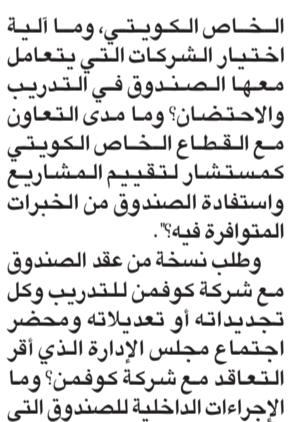 الخاص الكويتي، وما آلية
اختيار الشركات التي يتعامل
معها الصندوق في التدريب
والاحتضان؟ وما مدى التعاون
مع القطاع الخاص الكويتي
كمستشار لتقييم المشاريع
واستفادة الصندوق من الخبرات
المتوافرة فيه؟".
وطلب نسخة من عقد الصندوق
مع شركة كوفمن للتدريب وكل
تجديداته أو تعديلاته ومحضر
اجتماع مجلس الإدارة الذي أقر
التعاقد مع شركة كوفمن؟ وما
الإجراءات الداخلية للصندوق التي